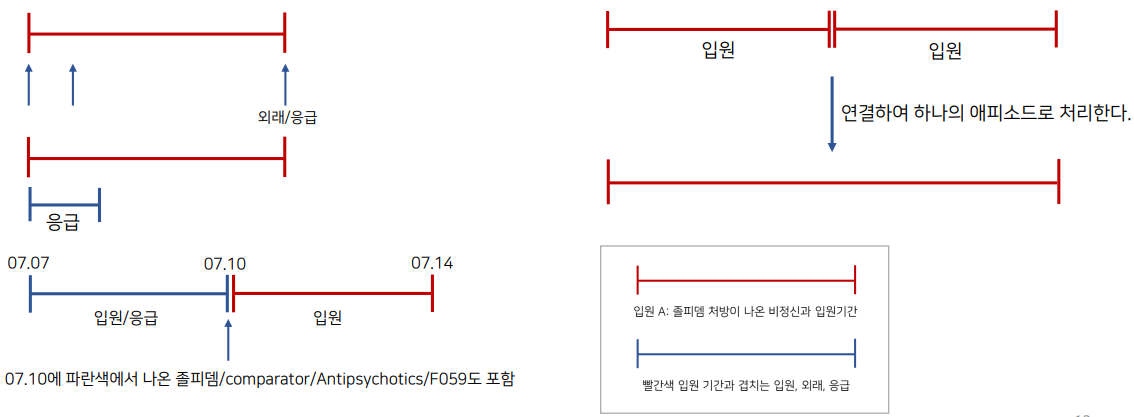 외래/응급
응급
07.07
07.10
07.14
입원/응급
입원
07.10에 파란색에서 나온 졸피뎀/comparator/Antipsychotics/F059도 포함
입원
입원
연결하여 하나의 애피소드로 처리한다.
입원 A: 졸피뎀 처방이 나온 비정신과 입원기간
빨간색 입원 기간과 겹치는 입원, 외래, 응급